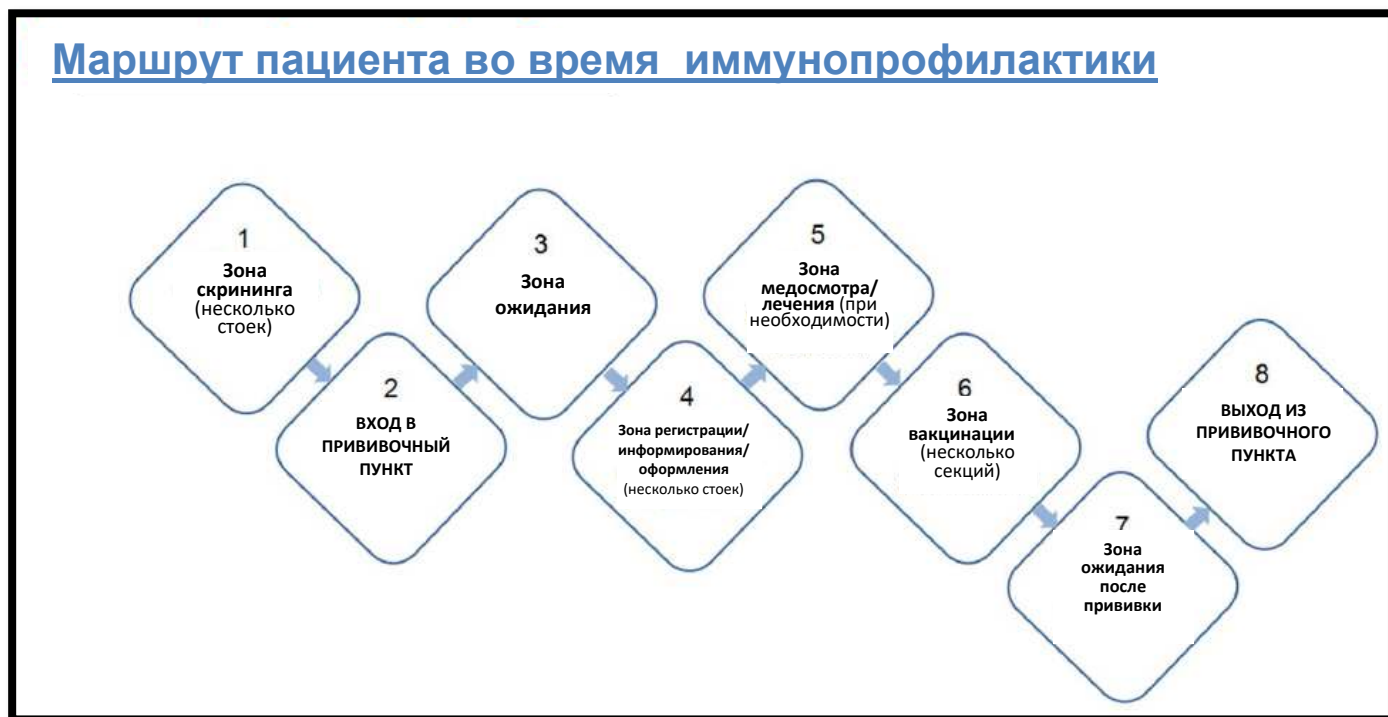 Маршрут пациента во время иммунопрофилактики
1
Зона
скрининга
(несколько
стоек)
2
ВХОД В
ПРИВИВОЧНЫЙ
ПУНКТ
3
Зона
ожидания
4
Зона регистрации/
информирования/
оформления
(несколько стоек)
5
Зона
медосмотра/
лечения (при
необходимости)
6
Зона
вакцинации
(несколько
секций)
7
Зона
ожидания
после
прививки
8
ВЫХОД ИЗ
ПРИВИВОЧНОГО
ПУНКТА